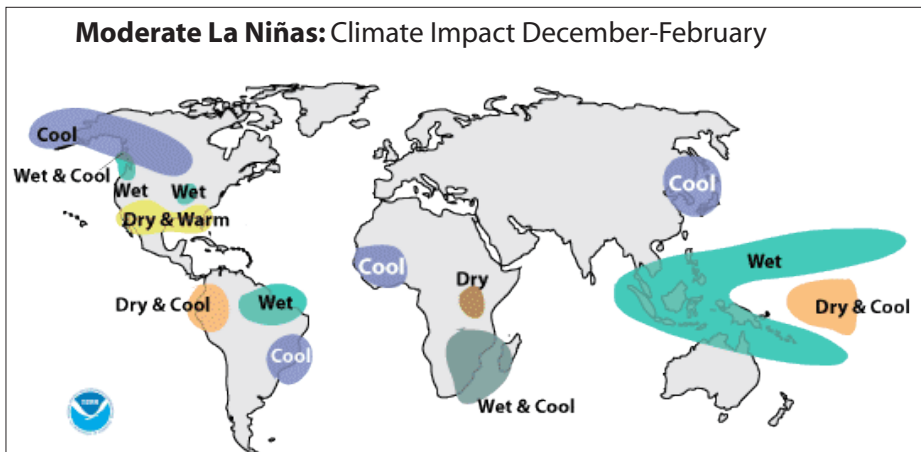 Moderate La Niñas: Climate Impact December-February
Cool
Wet & Cool
Wet
Wet
Dry & Warm
Cool
Cool
Wet
Dry & Cool
Wet
Dry
Dry & Cool
Cool
Wet & Cool